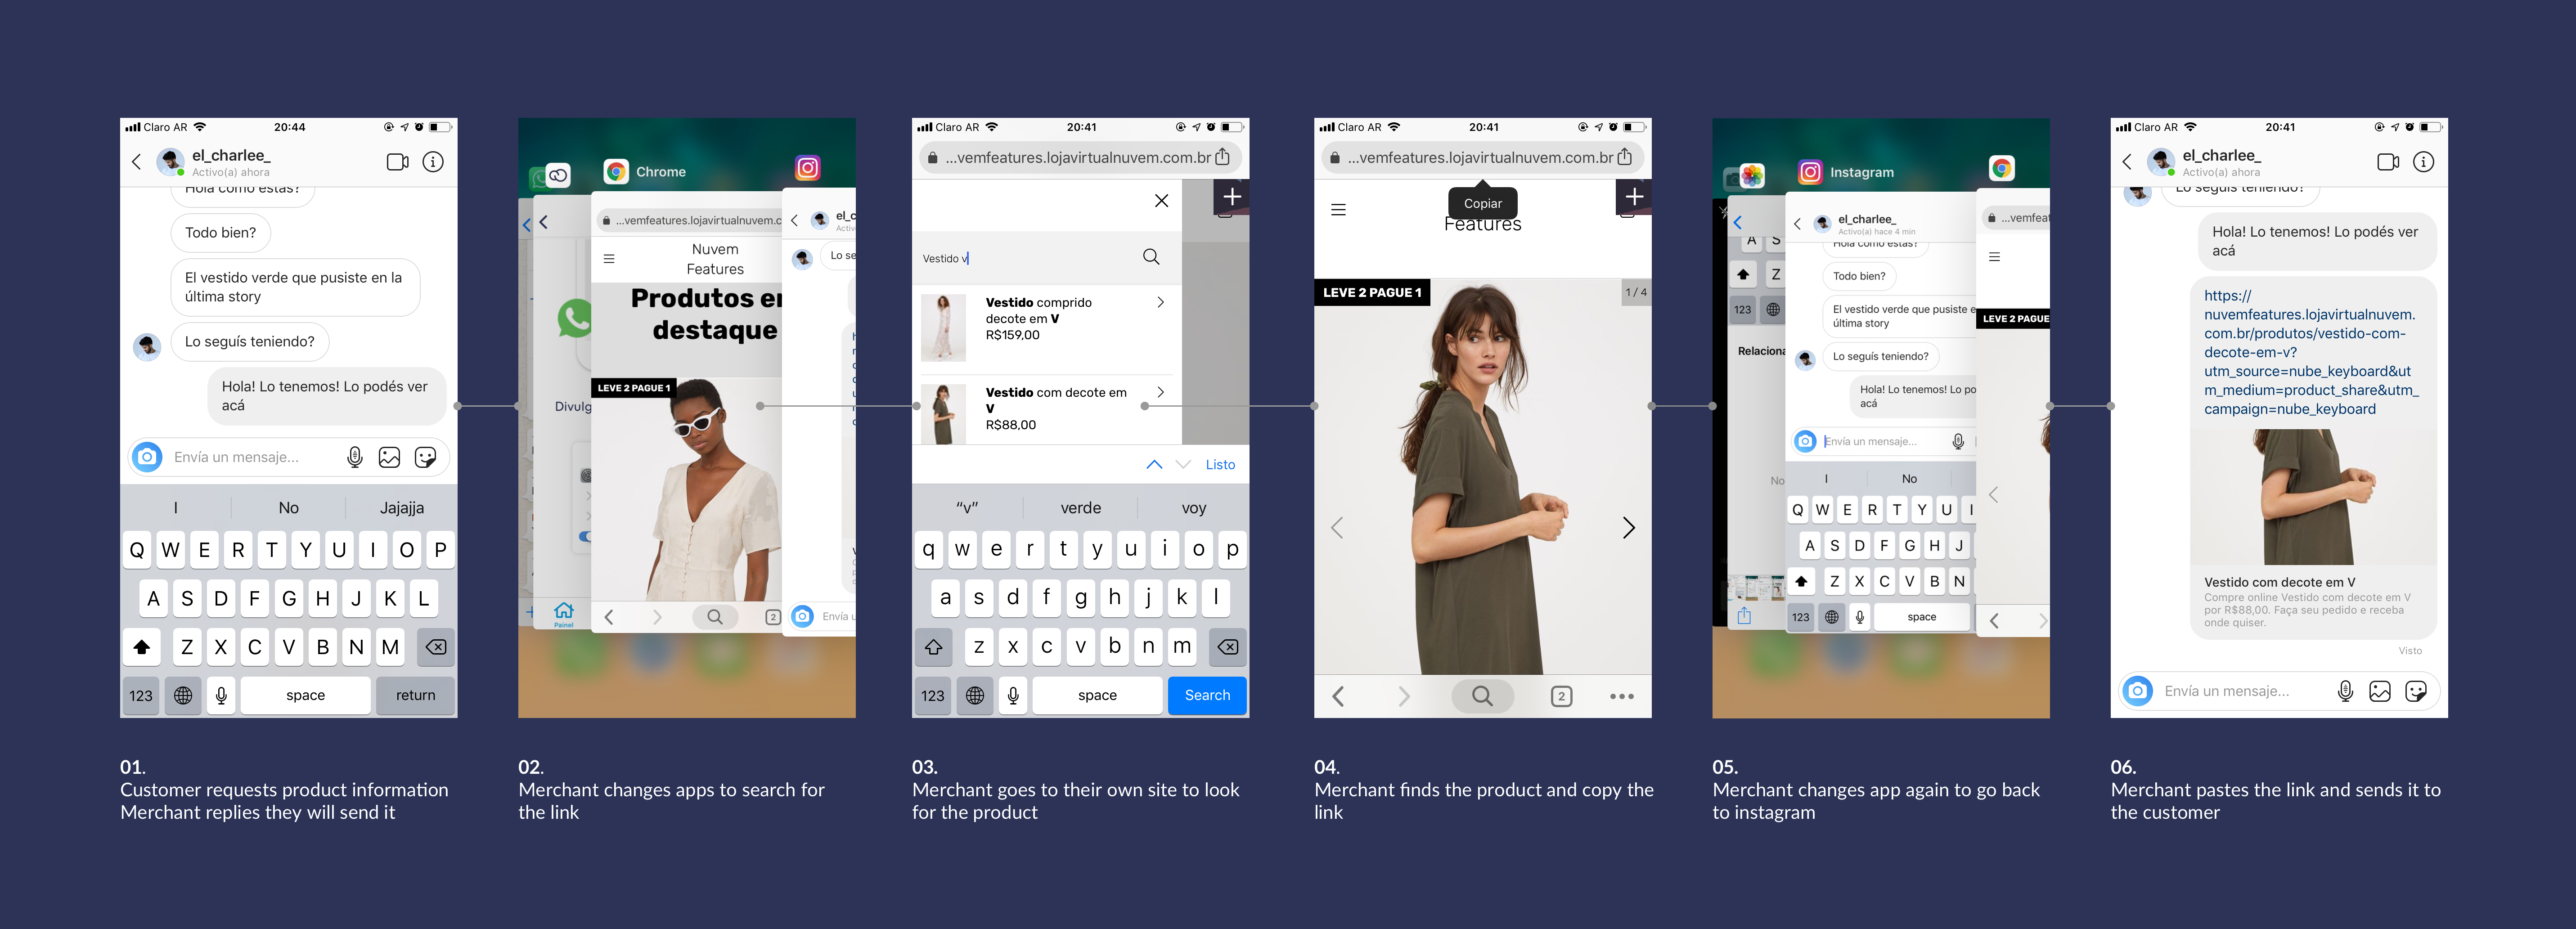 Claro AR
20:44
el_charlee_
Activo(a) ahora
Hola como estas?
Todo bien?
El vestido verde que pusiste en la
última story
Lo seguís teniendo?
Hola! Lo tenemos! Lo podés ver
acá
Envía un mensaje...
I No Jajajja
Q W E R T Y U I O P
A S D F G H J K L
Z X C V B N M
123 space return
01.
Customer requests product information
Merchant replies they will send it
Chrome
...vemfeatures.lojavirtualnuvem.c
Nuvem
Features
Produtos en
destaque
LEVE 2 PAGUE 1
Divulg
Painel
2
el_c
Activ
Lo se
Envía u
02.
Merchant changes apps to search for
the link
Claro AR
20:41
...vemfeatures.lojavirtualnuvem.com.br
Vestido v
Vestido comprido
decote em V
R$159,00
Vestido com decote em
V
R$88,00
Listo
“v” verde voy
q w e r t y u i o p
a s d f g h j k l
z x c v b n m
123 space Search
03.
Merchant goes to their own site to look
for the product
Claro AR
20:41
...vemfeatures.lojavirtualnuvem.com.br
Copiar
Features
LEVE 2 PAGUE 1
1 / 4
2
04.
Merchant finds the product and copy the
link
Instagram
A S
Z
123
Relaciona
No
el_charlee_
Activo(a) hace 4 min
Hola como estas?
Todo bien?
El vestido verde que pusiste e
última story
Lo seguís teniendo?
Hola! Lo tenemos! Lo po
acá
Envía un mensaje...
I No
Q W E R T Y U I
A S D F G H J
Z X C V B N
123 space
...vemfeat
LEVE 2 PAGUE
05.
Merchant changes app again to go back
to instagram
Claro AR
20:41
el_charlee_
Activo(a) ahora
Lo seguís teniendo?
Hola! Lo tenemos! Lo podés ver
acá
https://
nuvemfeatures.lojavirtualnuvem.
com.br/produtos/vestido-com-
decote-em-v?
utm_source=nube_keyboard&ut
m_medium=product_share&utm_
campaign=nube_keyboard
Vestido com decote em V
Compre online Vestido com decote em V
por R$88,00. Faça seu pedido e receba
onde quiser.
Visto
Envía un mensaje...
06.
Merchant pastes the link and sends it to
the customer